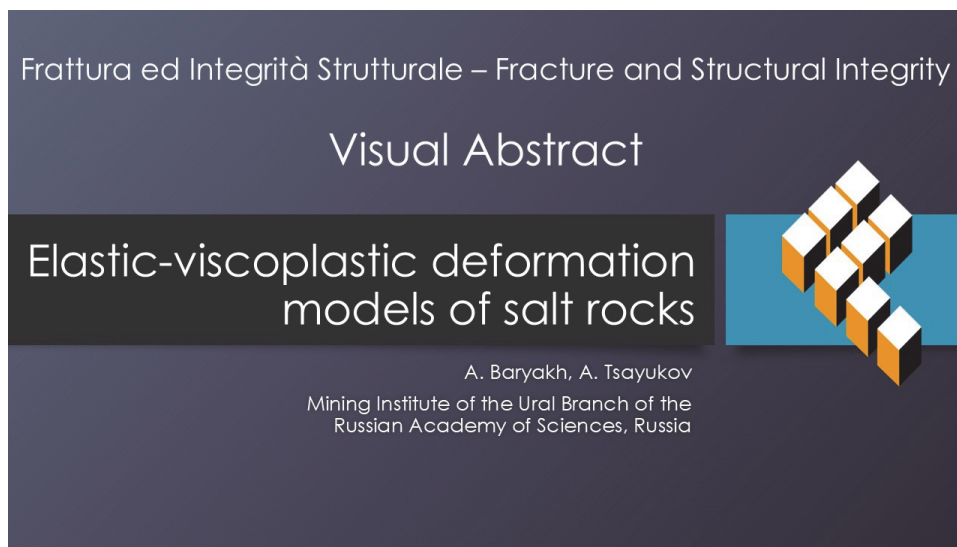 Frattura ed Integrità Strutturale – Fracture and Structural Integrity
Visual Abstract
Elastic-viscoplastic deformation
models of salt rocks
A. Baryakh, A. Tsayukov
Mining Institute of the Ural Branch of the
Russian Academy of Sciences, Russia